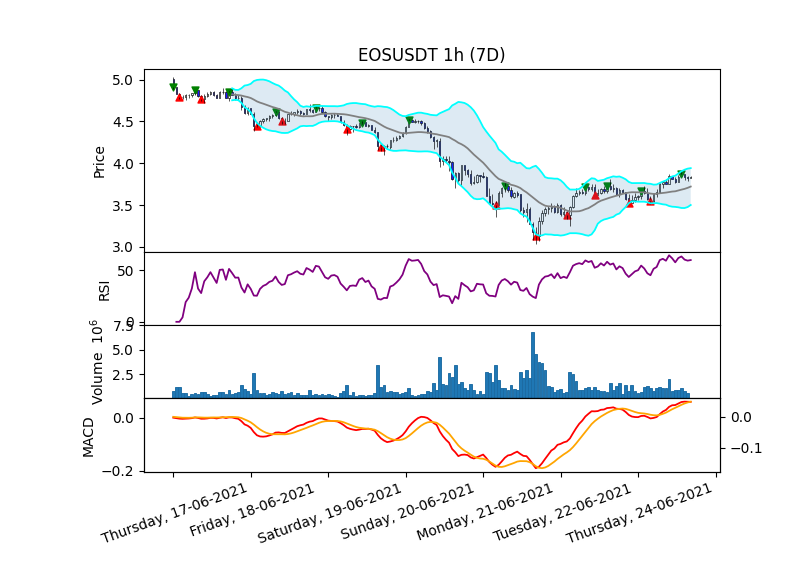 EOSUSDT 1h (7D)
5.0
4.5
4.0
3.5
3.0
Price
50
0
RSI
7.5
5.0
2.5
Volume 10^6
0.0
−0.2
MACD
0.0
−0.1
Thursday, 17-06-2021
Friday, 18-06-2021
Saturday, 19-06-2021
Sunday, 20-06-2021
Monday, 21-06-2021
Tuesday, 22-06-2021
Thursday, 24-06-2021